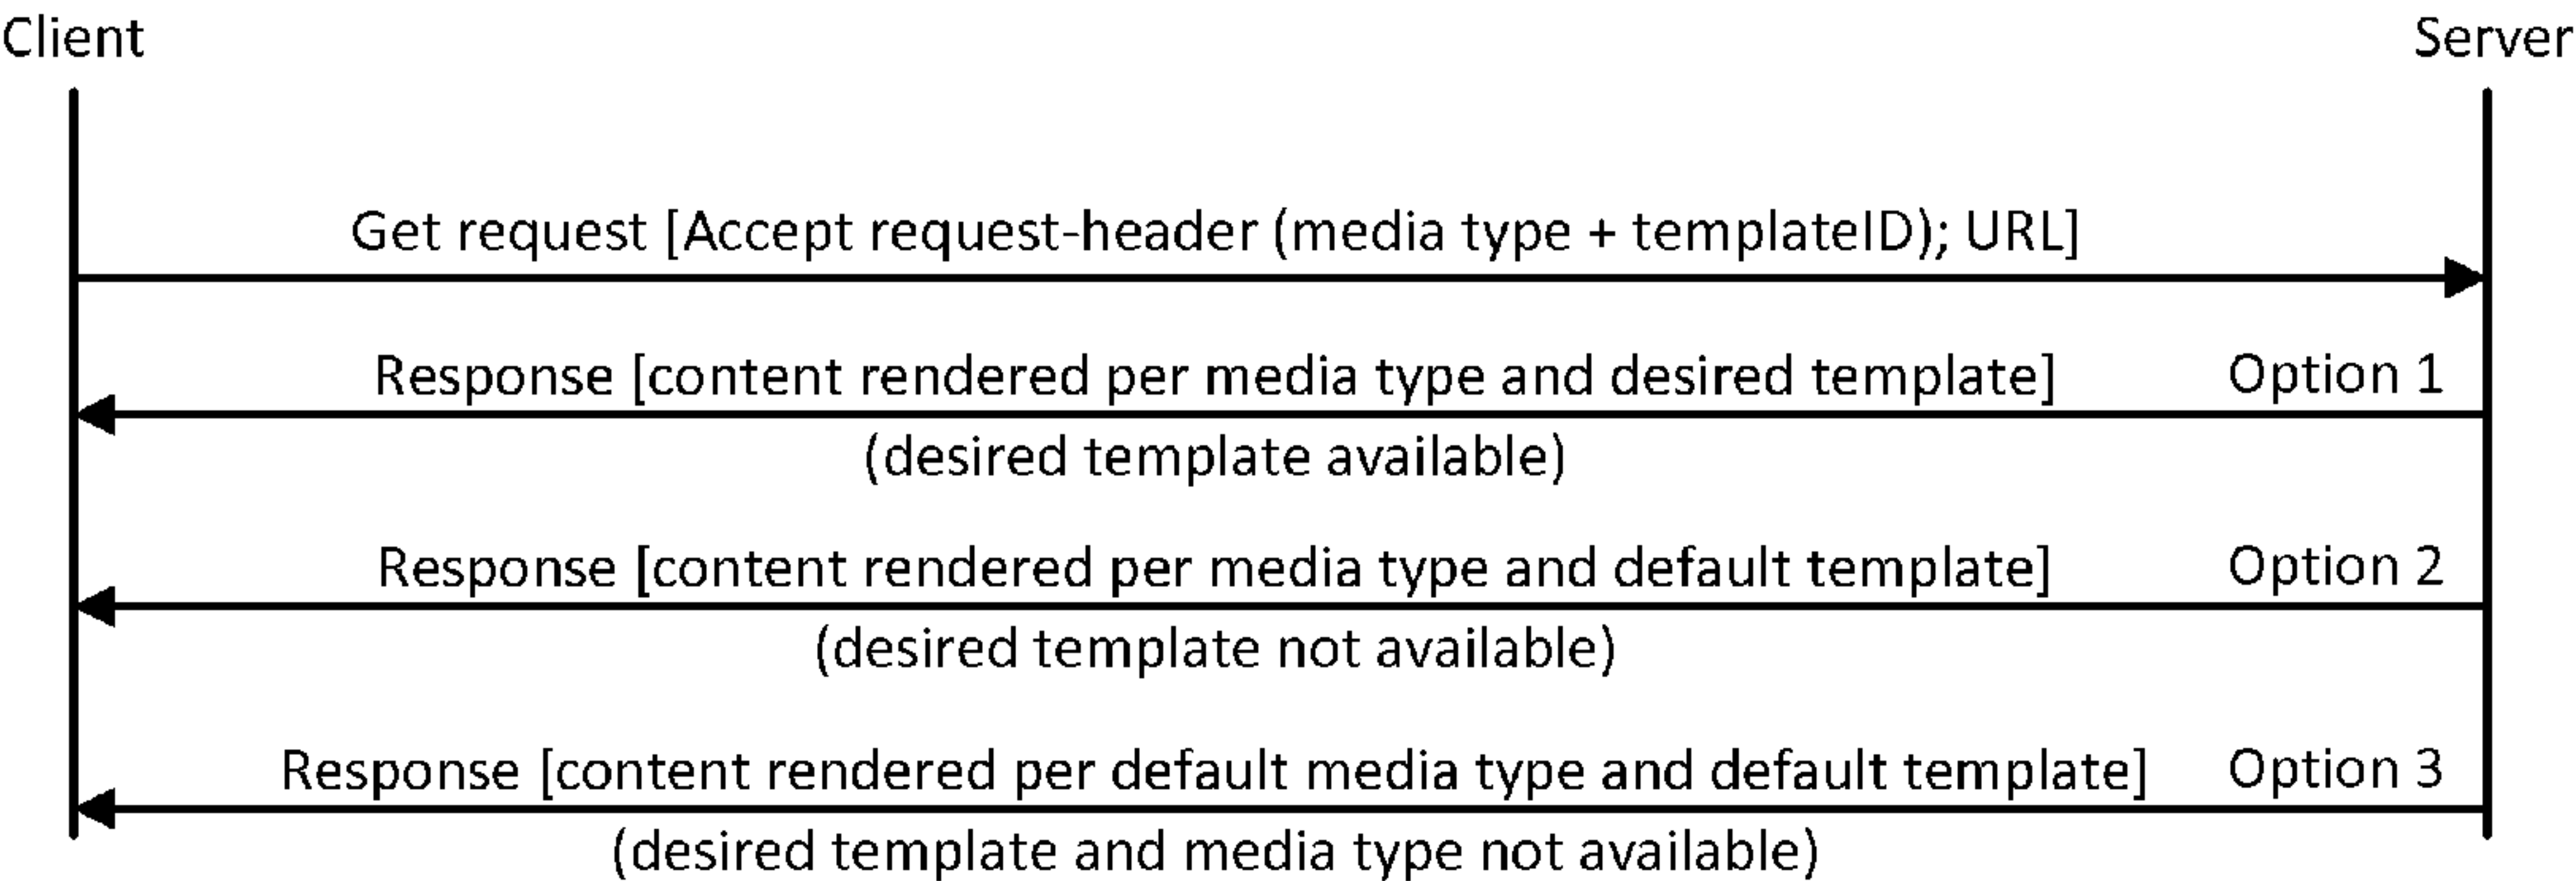 Client
Server
Get request [Accept request-header (media type + templateID); URL]
Response [content rendered per media type and desired template]
Option 1
(desired template available)
Response [content rendered per media type and default template]
Option 2
(desired template not available)
Response [content rendered per default media type and default template]
Option 3
(desired template and media type not available)